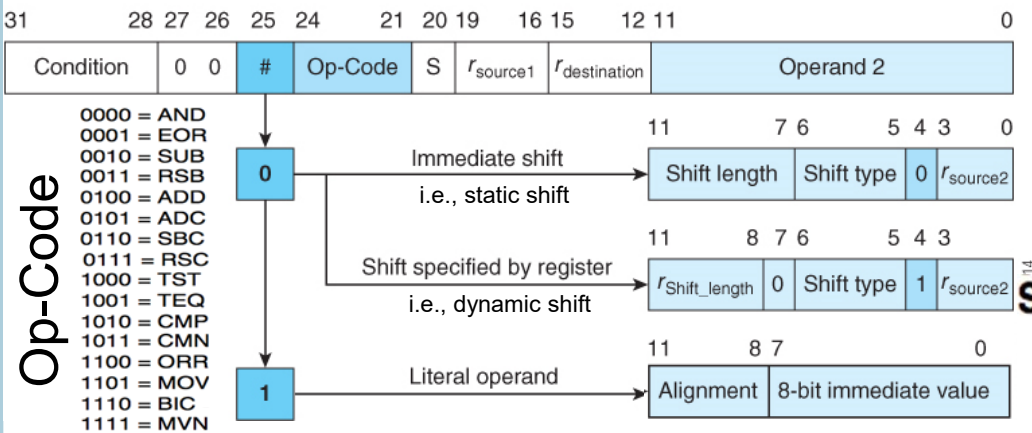 31 28 27 26 25 24 21 20 19 16 15 12 11 0
Condition 0 0 # Op-Code S rsource1 rdestination Operand 2
Op-Code
0000 = AND
0001 = EOR
0010 = SUB
0011 = RSB
0100 = ADD
0101 = ADC
0110 = SBC
0111 = RSC
1000 = TST
1001 = TEQ
1010 = CMP
1011 = CMN
1100 = ORR
1101 = MOV
1110 = BIC
1111 = MVN
0
Immediate shift
i.e., static shift
11 7 6 5 4 3 0
Shift length Shift type 0 rsource2
Shift specified by register
i.e., dynamic shift
11 8 7 6 5 4 3
rShift_length 0 Shift type 1 rsource2
14
1
Literal operand
11 8 7 0
Alignment 8-bit immediate value